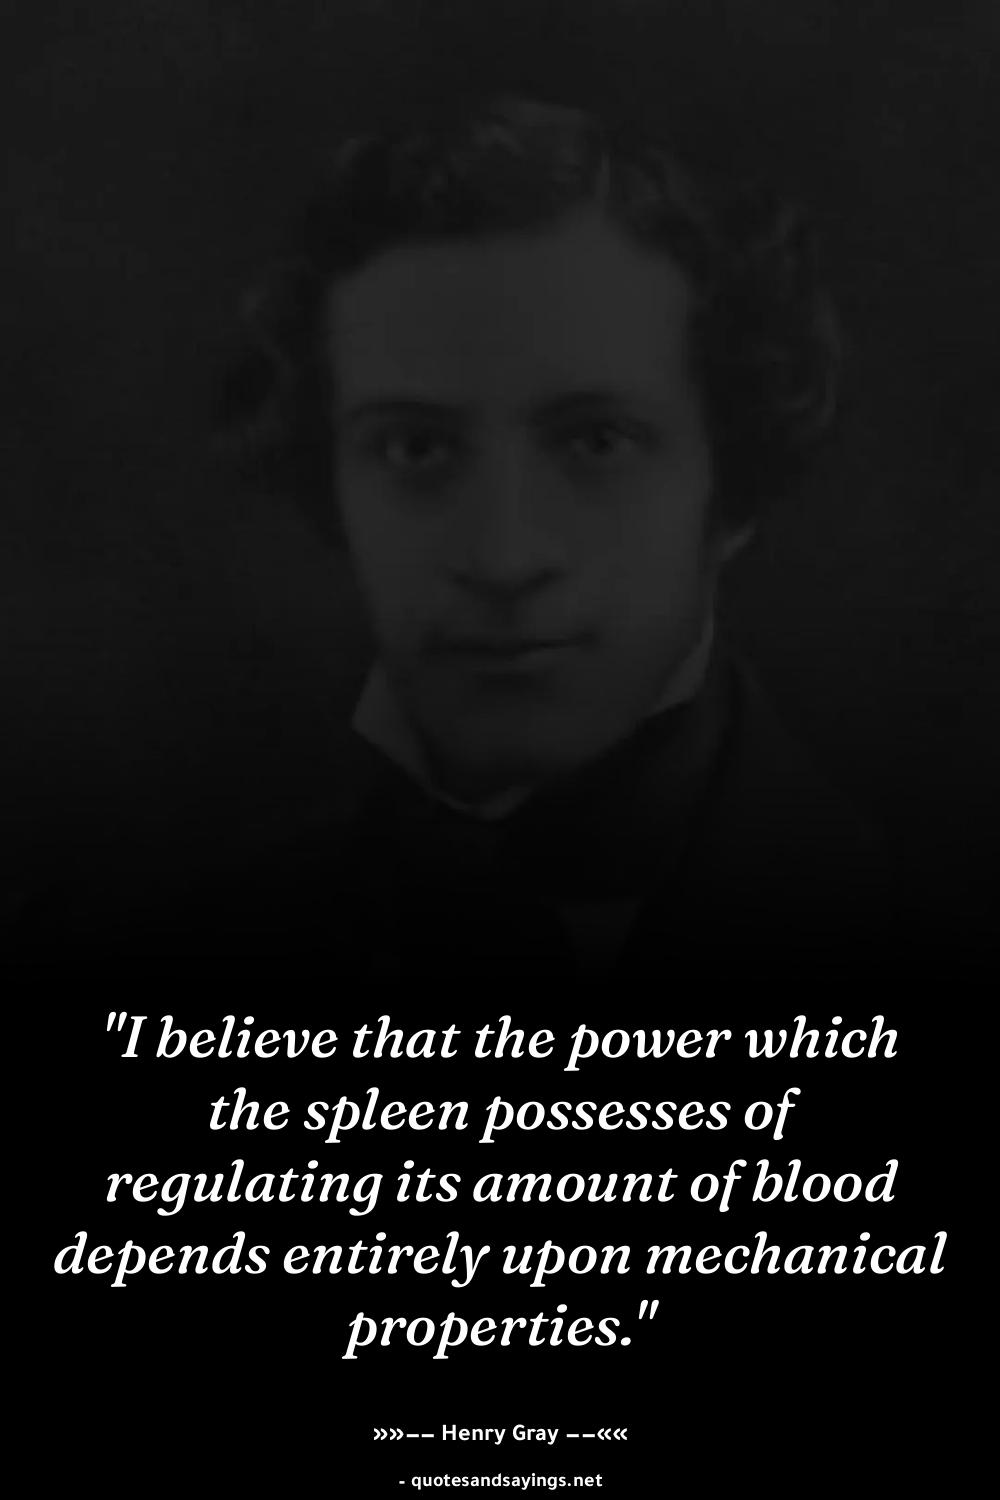 "I believe that the power which
the spleen possesses of
regulating its amount of blood
depends entirely upon mechanical
properties."
»»−− Henry Gray −−««
- quotesandsayings.net